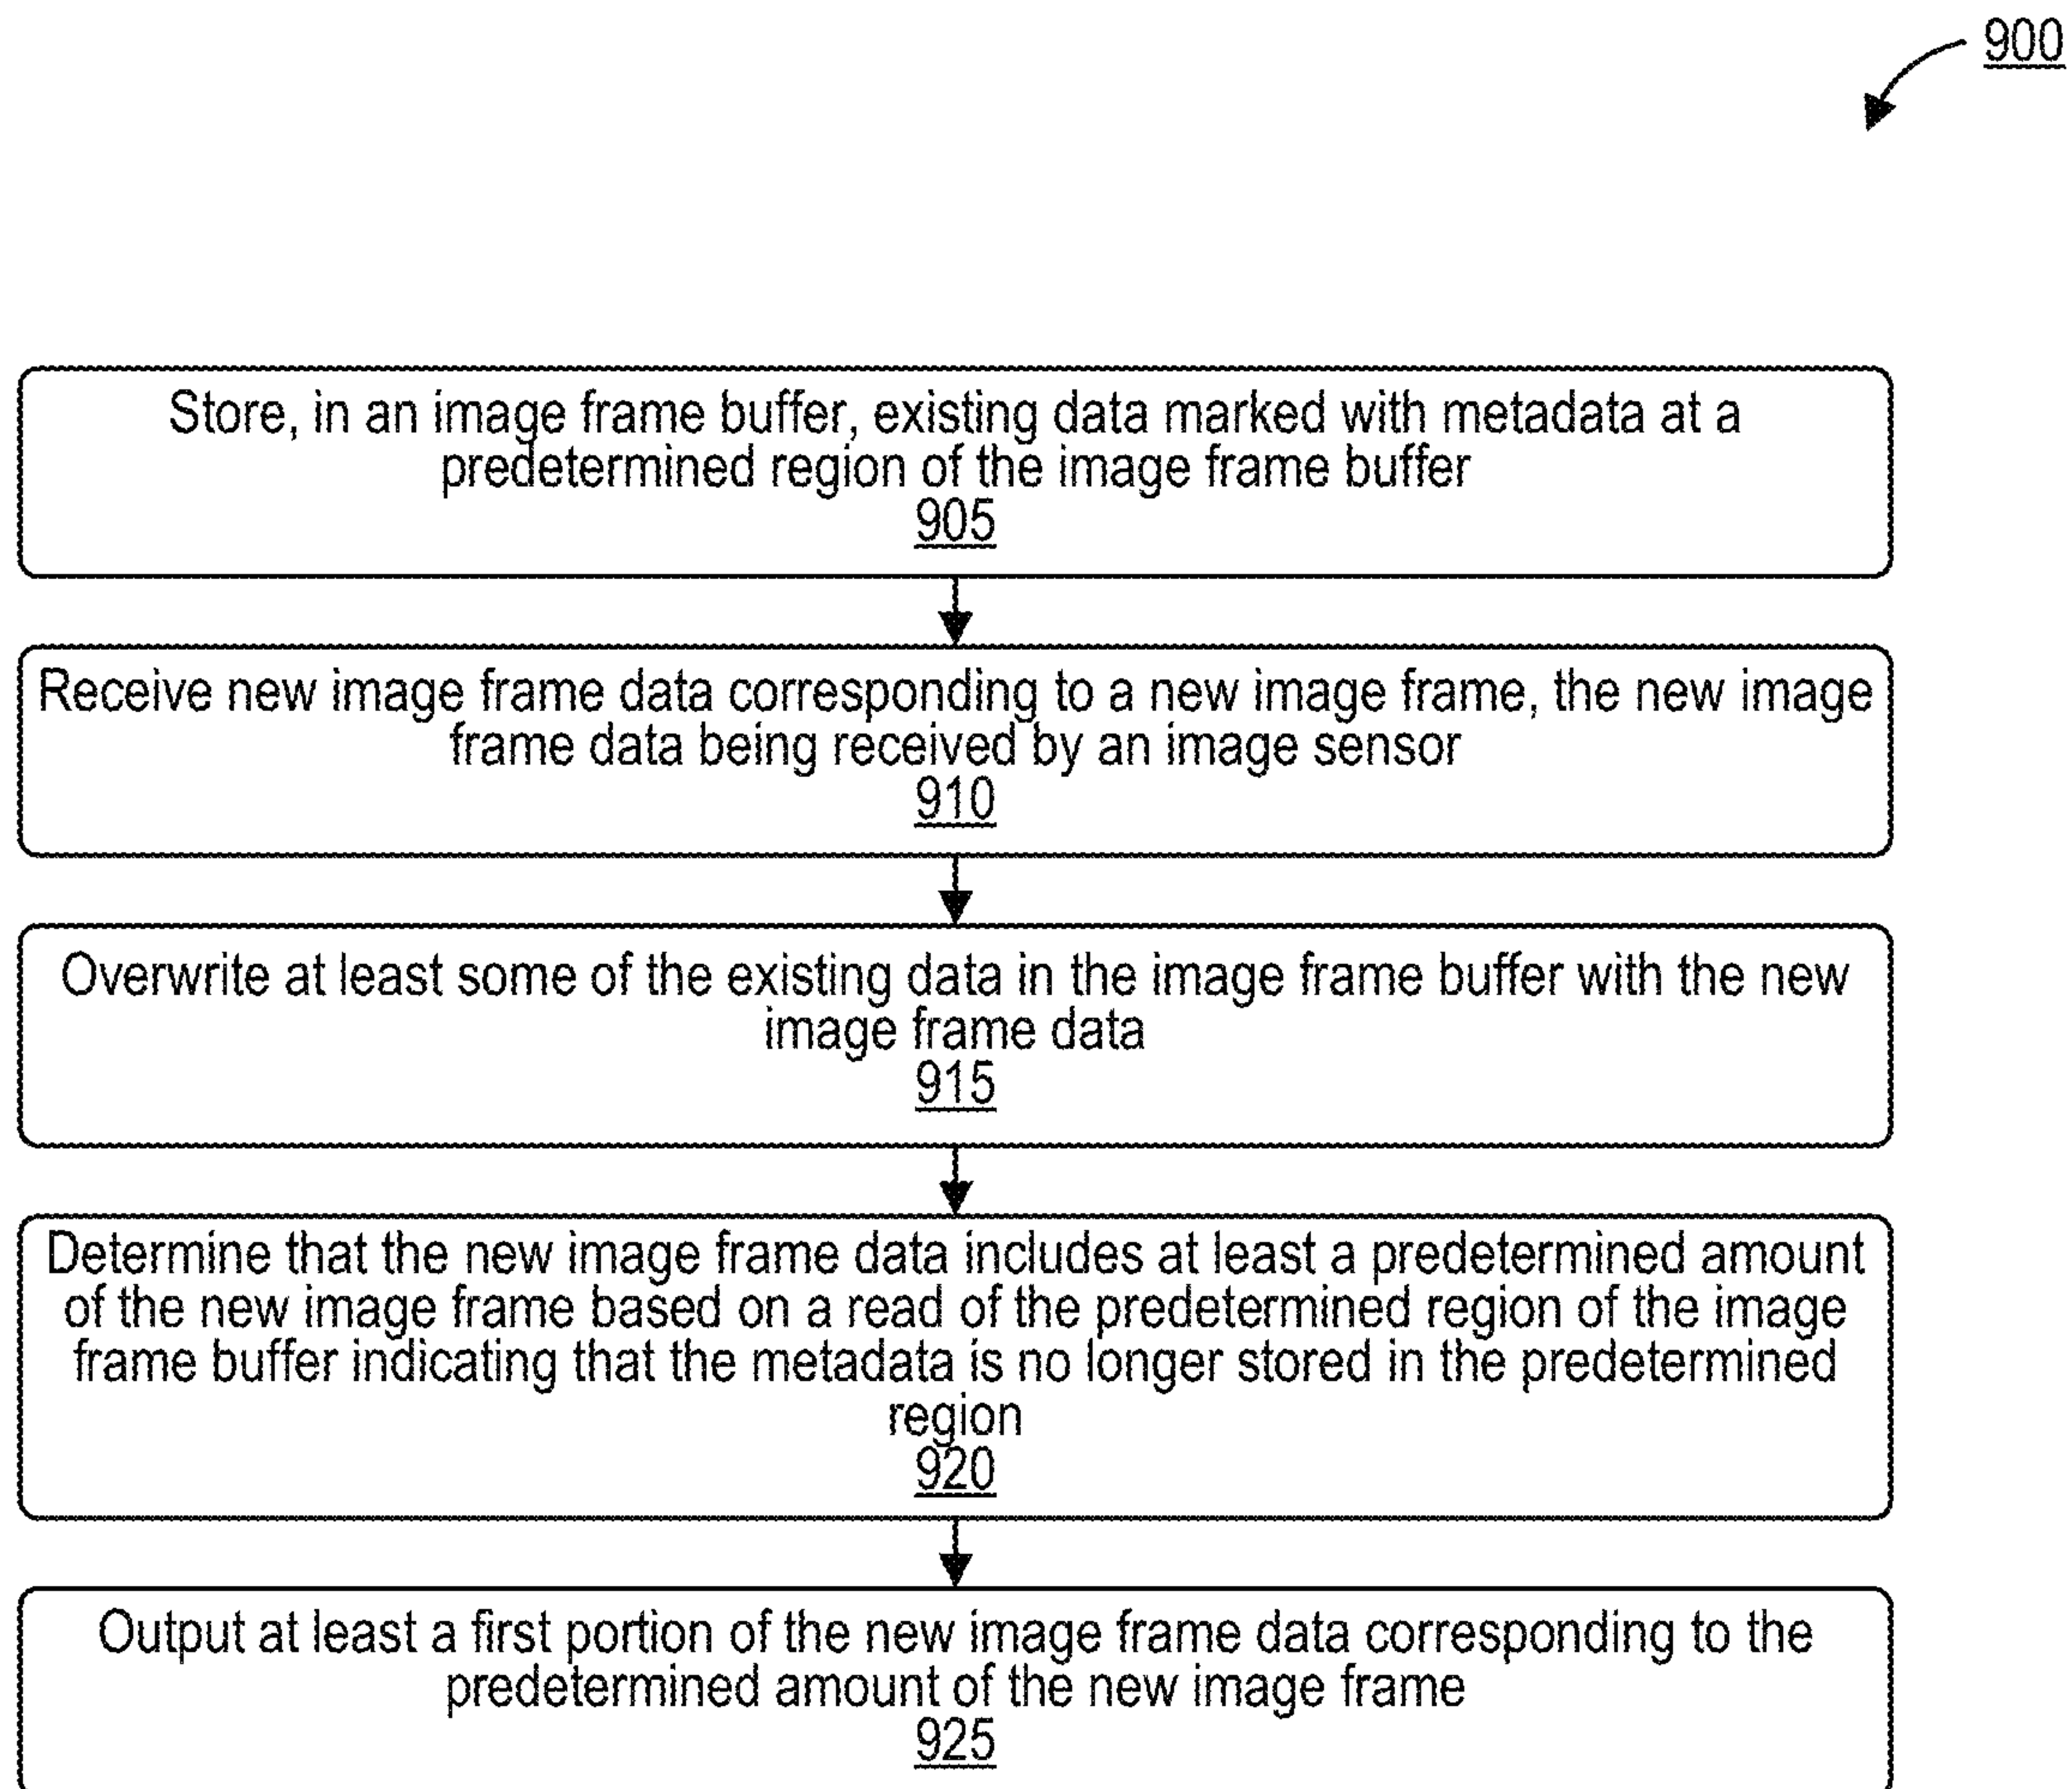 900
Store, in an image frame buffer, existing data marked with metadata at a
predetermined region of the image frame buffer
905
Receive new image frame data corresponding to a new image frame, the new image
frame data being received by an image sensor
910
Overwrite at least some of the existing data in the image frame buffer with the new
image frame data
915
Determine that the new image frame data includes at least a predetermined amount
of the new image frame based on a read of the predetermined region of the image
frame buffer indicating that the metadata is no longer stored in the predetermined
region
920
Output at least a first portion of the new image frame data corresponding to the
predetermined amount of the new image frame
925